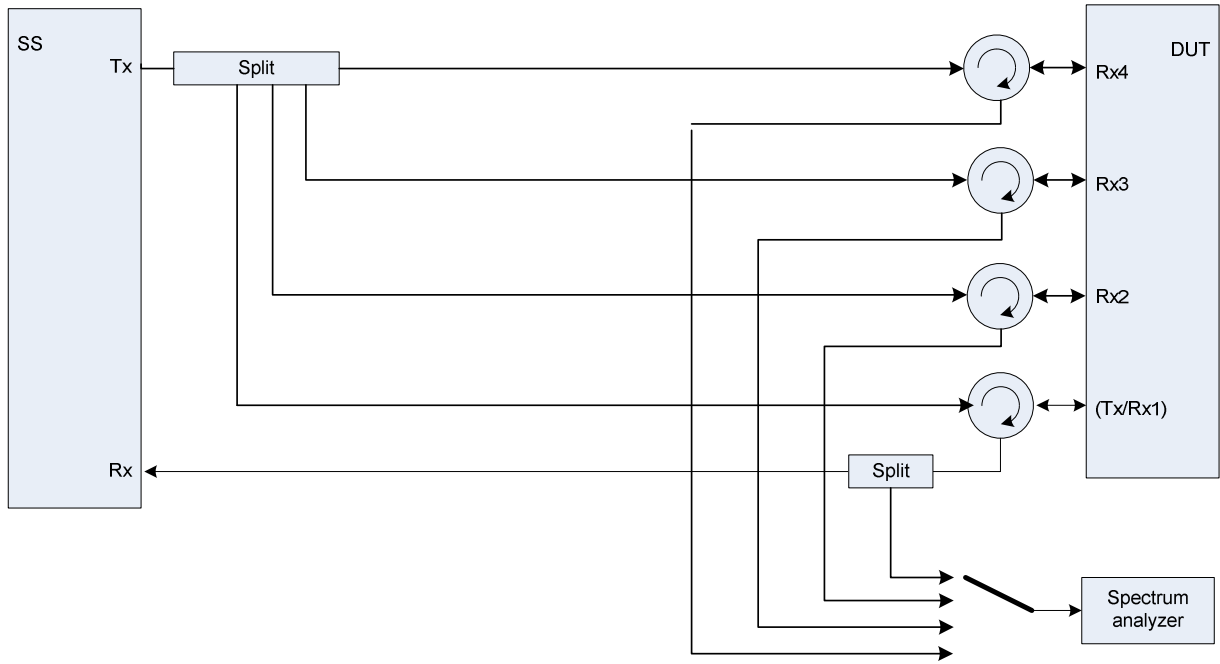 SS
DUT
Tx
Split
Rx4
Rx3
Rx2
(Tx/Rx1)
Rx
Split
Spectrum
analyzer